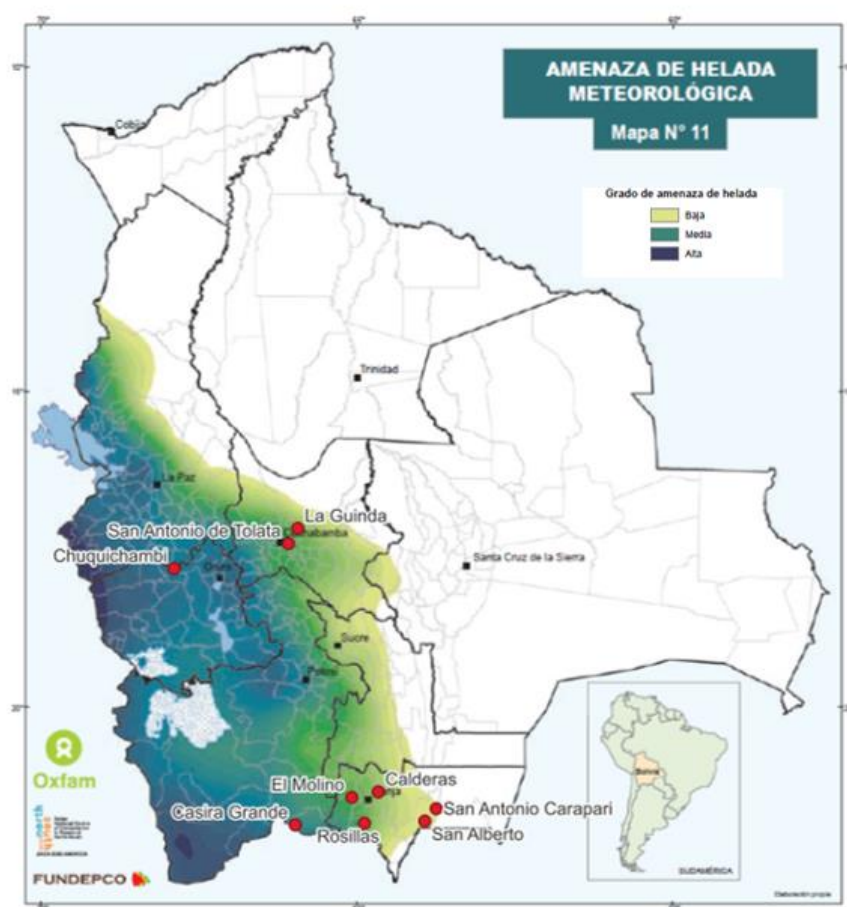 AMENAZA DE HELADA
METEOROLÓGICA
Mapa N° 11
Grado de amenaza de helada
Baja
Media
Alta
Cobija
Trinidad
La Paz
La Guinda
San Antonio de Tolata
Chuquichambi
Oruro
Santa Cruz de la Sierra
Sucre
Potosí
Calderas
El Molino
San Antonio Carapari
Casira Grande
Rosillas
San Alberto
Bolivia
SUDAMÉRICA
Oxfam
north
south
FUNDEPCO
Elaboración propia